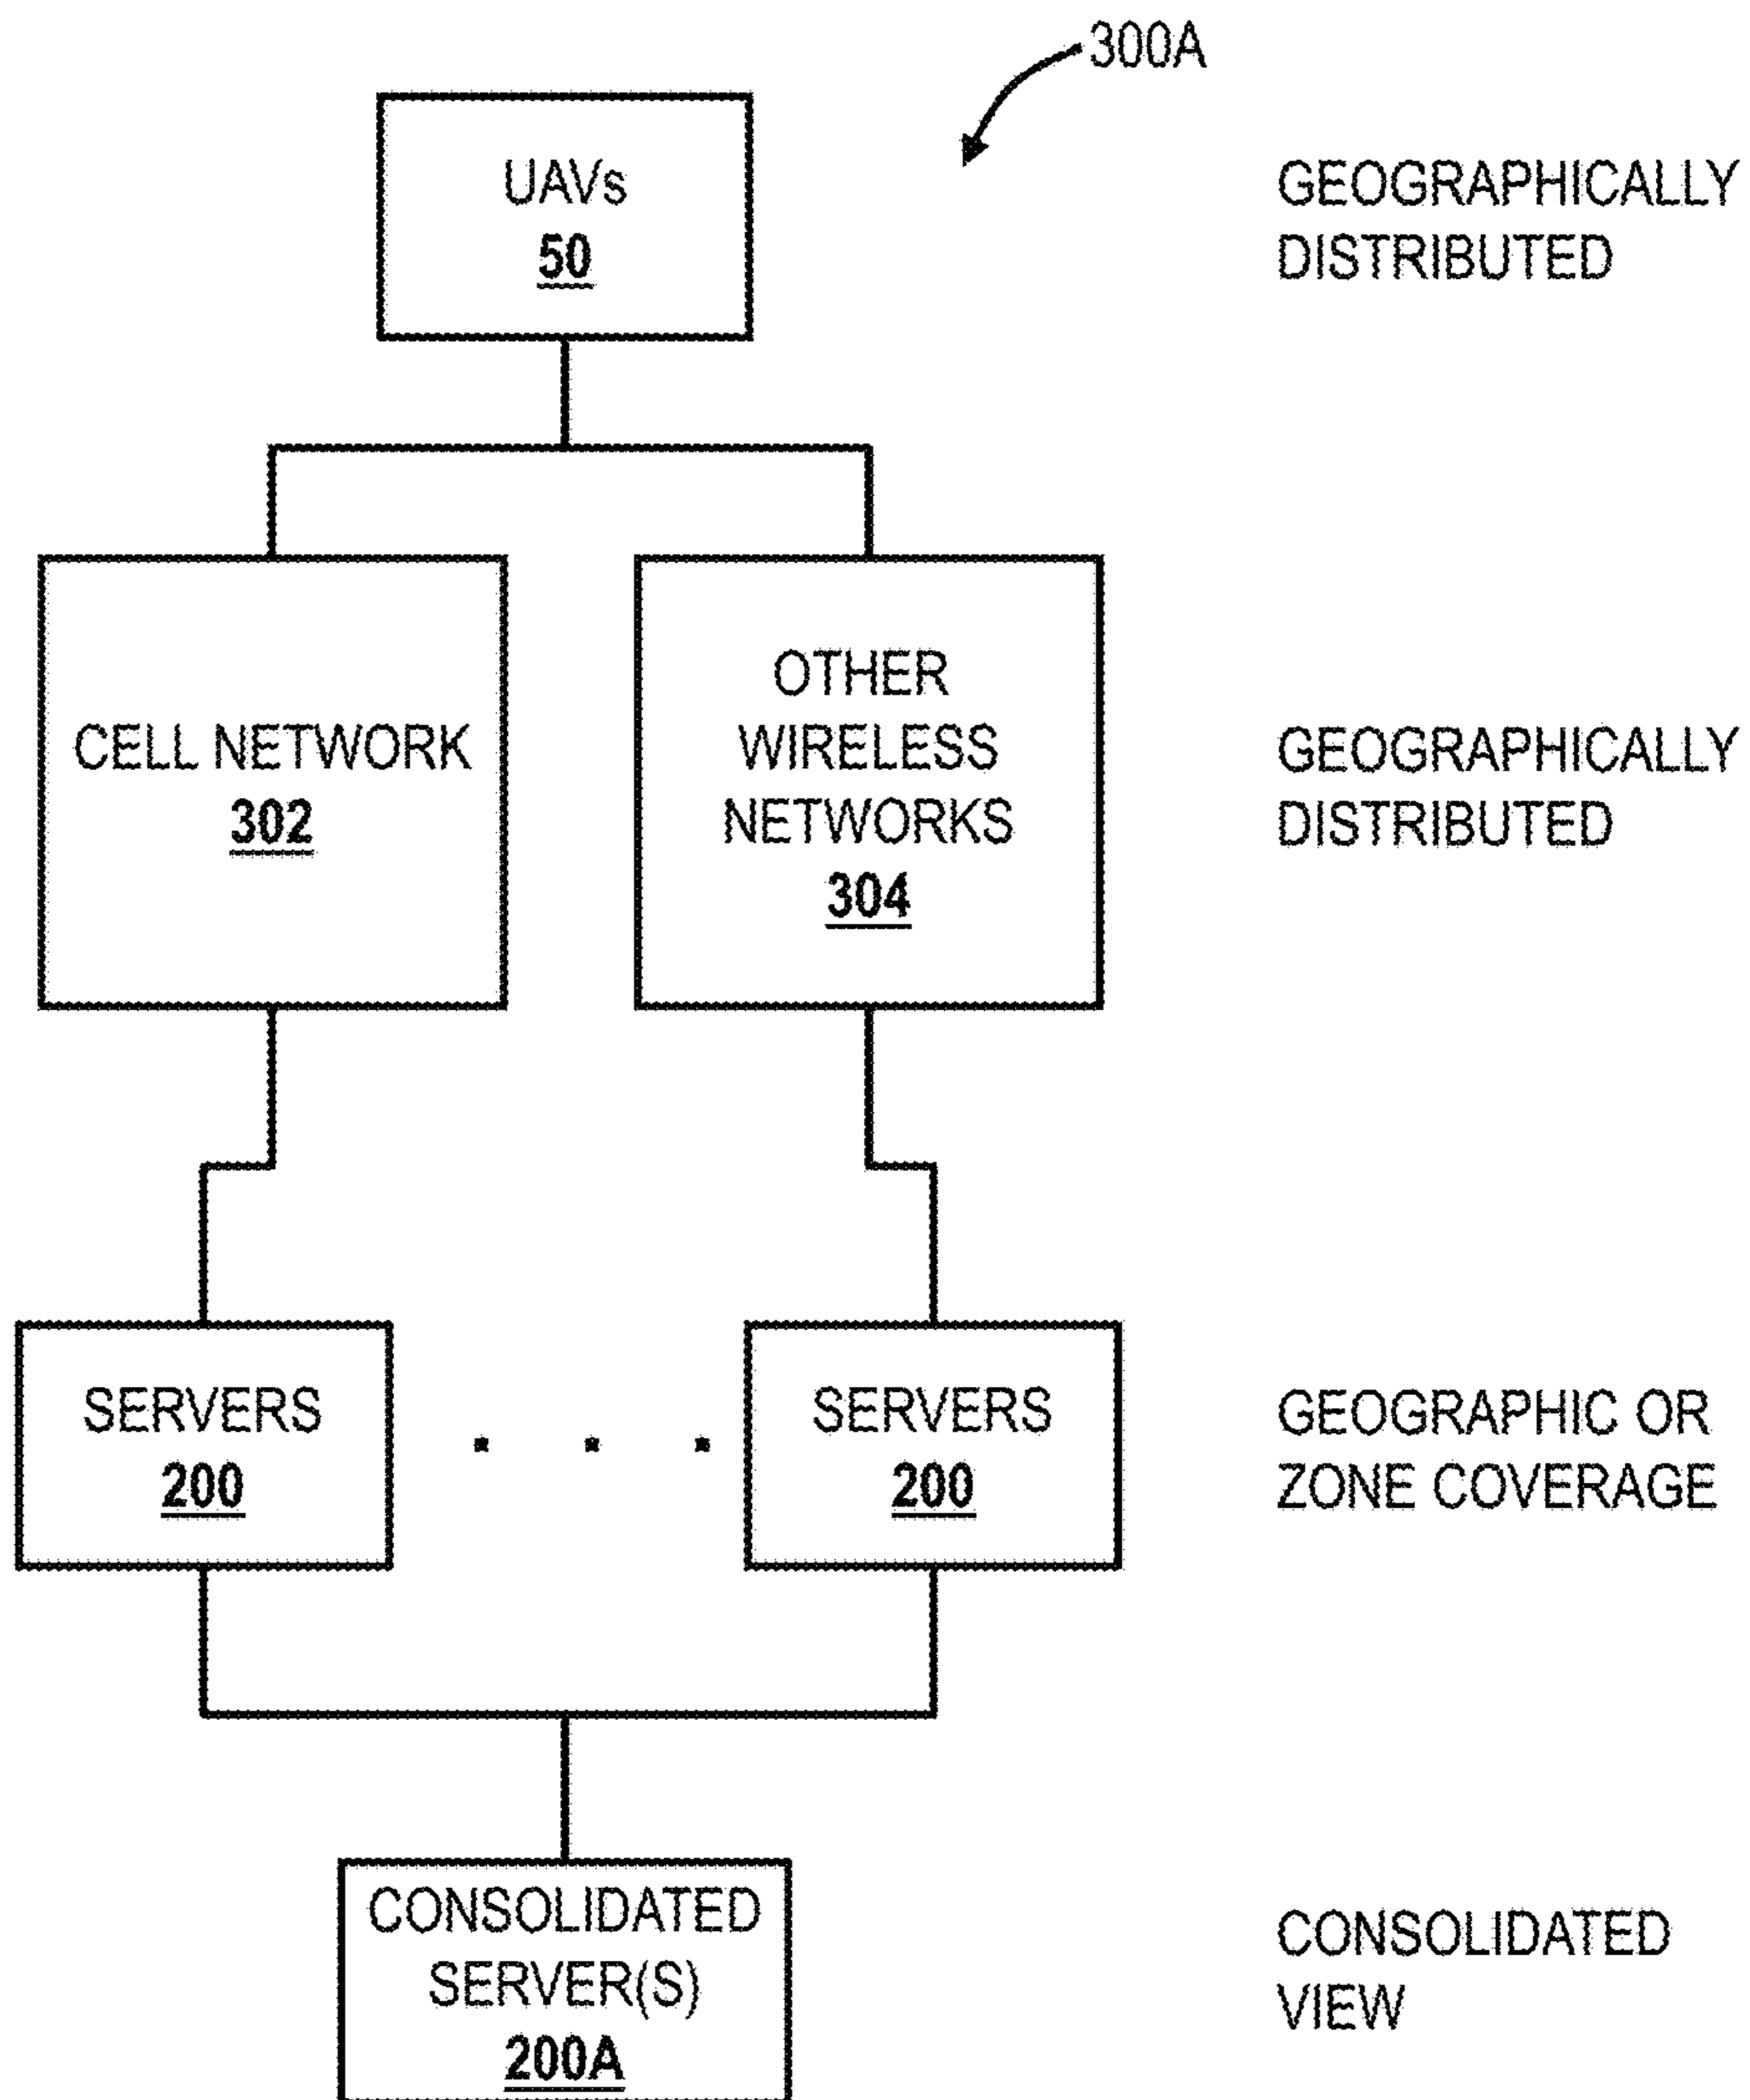 300A
UAVs
50
GEOGRAPHICALLY
DISTRIBUTED
CELL NETWORK
302
OTHER
WIRELESS
NETWORKS
304
GEOGRAPHICALLY
DISTRIBUTED
SERVERS
200
. . .
SERVERS
200
GEOGRAPHIC OR
ZONE COVERAGE
CONSOLIDATED
SERVER(S)
200A
CONSOLIDATED
VIEW